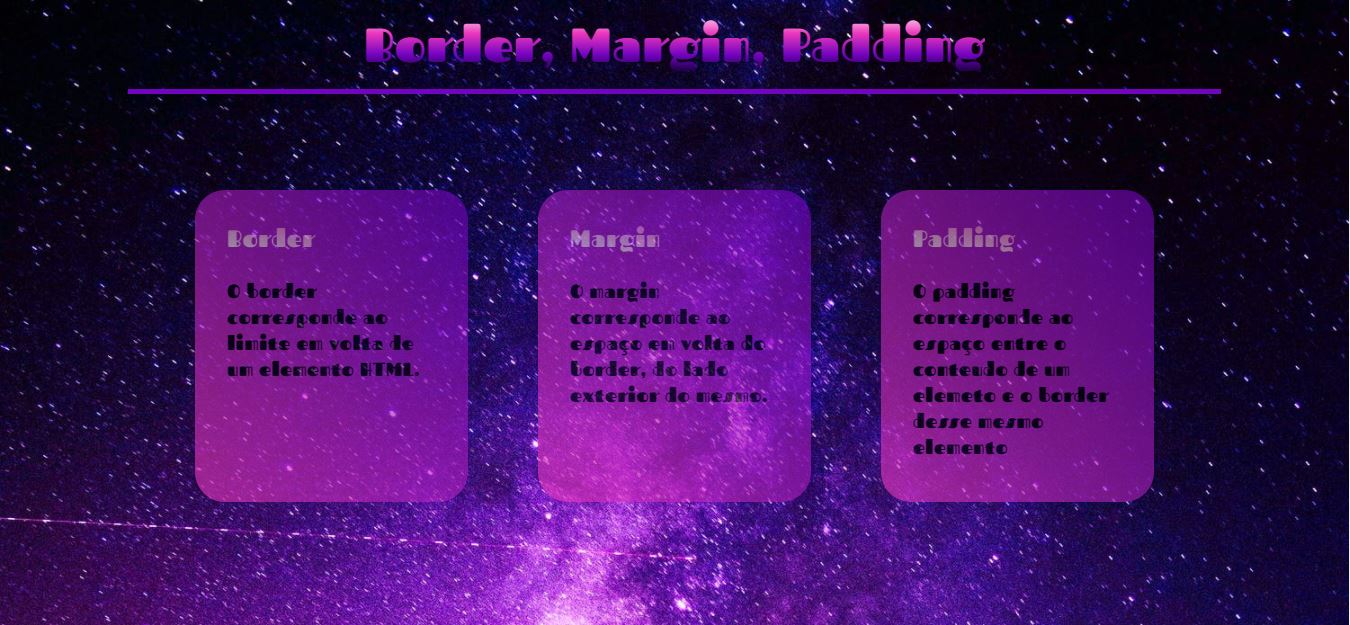 Border, Margin, Padding
Border
O border
corresponde ao
limite em volta de
um elemento HTML.
Margin
O margin
corresponde ao
espaço em volta do
border, do lado
exterior do mesmo.
Padding
O padding
corresponde ao
espaço entre o
conteudo de um
elemeto e o border
desse mesmo
elemento